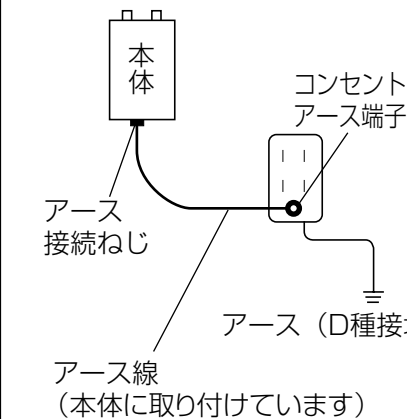 本体
コンセント
アース端子
アース
接続ねじ
アース（D種接
アース線
（本体に取り付けています）